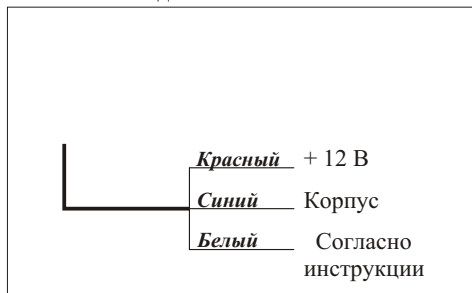 Красный + 12 В
Синий Корпус
Белый Согласно
инструкции